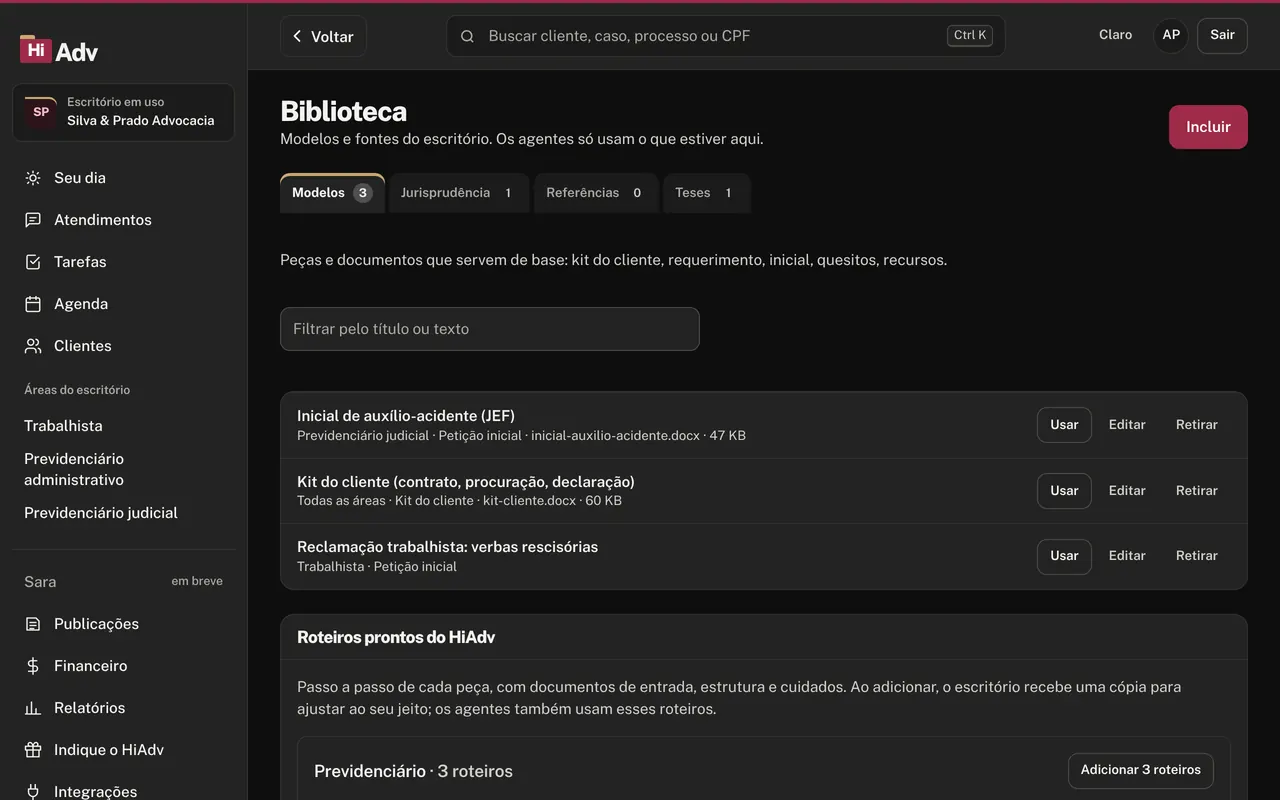 Hi Adv
Escritório em uso
SP
Silva & Prado Advocacia
Seu dia
Atendimentos
Tarefas
Agenda
Clientes
Áreas do escritório
Trabalhista
Previdenciário
administrativo
Previdenciário judicial
Sara em breve
Publicações
Financeiro
Relatórios
Indique o HiAdv
Integrações
Voltar
Buscar cliente, caso, processo ou CPF Ctrl K
Claro AP Sair
Biblioteca
Modelos e fontes do escritório. Os agentes só usam o que estiver aqui.
Incluir
Modelos 3 Jurisprudência 1 Referências 0 Teses 1
Peças e documentos que servem de base: kit do cliente, requerimento, inicial, quesitos, recursos.
Filtrar pelo título ou texto
Inicial de auxílio-acidente (JEF)
Previdenciário judicial · Petição inicial · inicial-auxilio-acidente.docx · 47 KB
Usar Editar Retirar
Kit do cliente (contrato, procuração, declaração)
Todas as áreas · Kit do cliente · kit-cliente.docx · 60 KB
Usar Editar Retirar
Reclamação trabalhista: verbas rescisórias
Trabalhista · Petição inicial
Usar Editar Retirar
Roteiros prontos do HiAdv
Passo a passo de cada peça, com documentos de entrada, estrutura e cuidados. Ao adicionar, o escritório recebe uma cópia para
ajustar ao seu jeito; os agentes também usam esses roteiros.
Previdenciário · 3 roteiros
Adicionar 3 roteiros